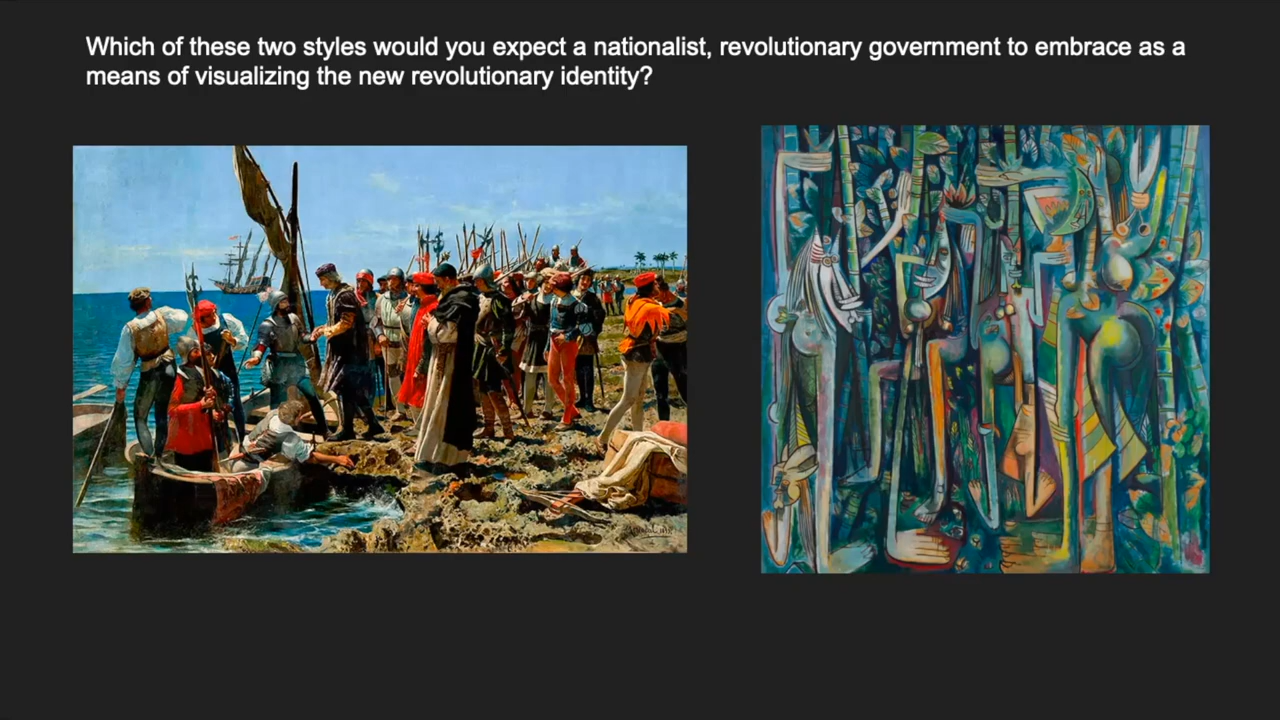 Which of these two styles would you expect a nationalist, revolutionary government to embrace as a
means of visualizing the new revolutionary identity?